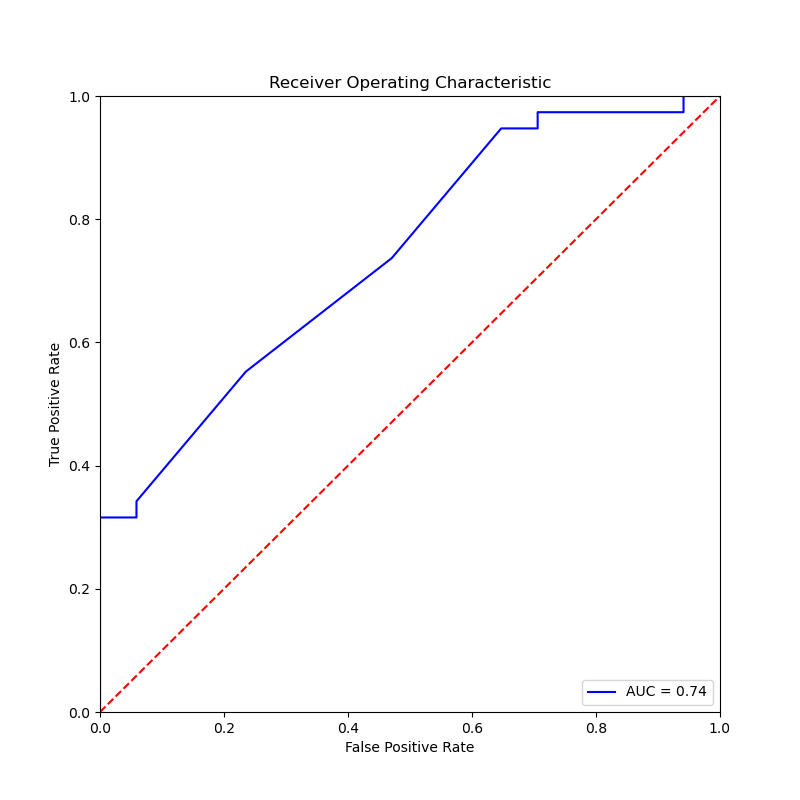 Receiver Operating Characteristic
1.0
0.8
0.6
0.4
0.2
0.0
True Positive Rate
AUC = 0.74
0.0 0.2 0.4 0.6 0.8 1.0
False Positive Rate